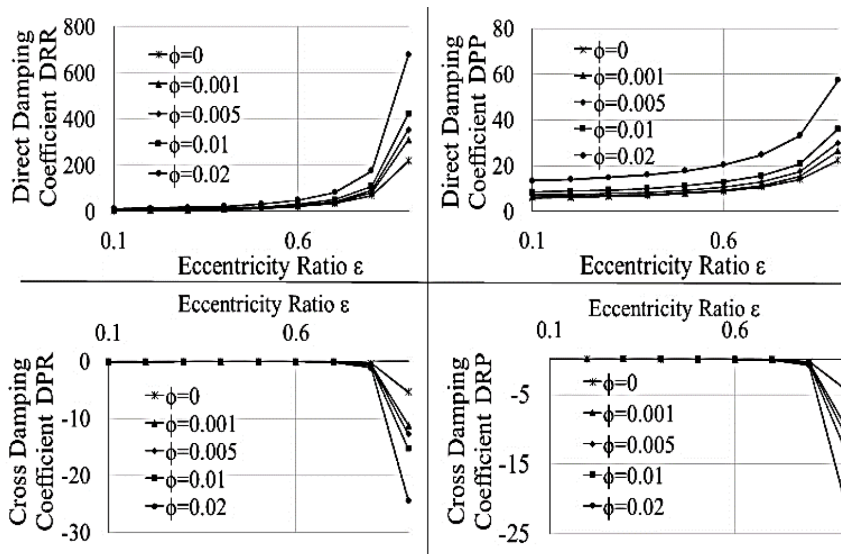 Direct Damping
Coefficient DRR
800
600
400
200
0
ϕ=0
ϕ=0.001
ϕ=0.005
ϕ=0.01
ϕ=0.02
0.1
0.6
Eccentricity Ratio ε
Direct Damping
Coefficient DPP
80
60
40
20
0
ϕ=0
ϕ=0.001
ϕ=0.005
ϕ=0.01
ϕ=0.02
0.1
0.6
Eccentricity Ratio ε
Eccentricity Ratio ε
0.1
0.6
Cross Damping
Coefficient DPR
0
-10
-20
-30
ϕ=0
ϕ=0.001
ϕ=0.005
ϕ=0.01
ϕ=0.02
Eccentricity Ratio ε
0.1
0.6
Cross Damping
Coefficient DRP
-5
-15
-25
ϕ=0
ϕ=0.001
ϕ=0.005
ϕ=0.01
ϕ=0.02